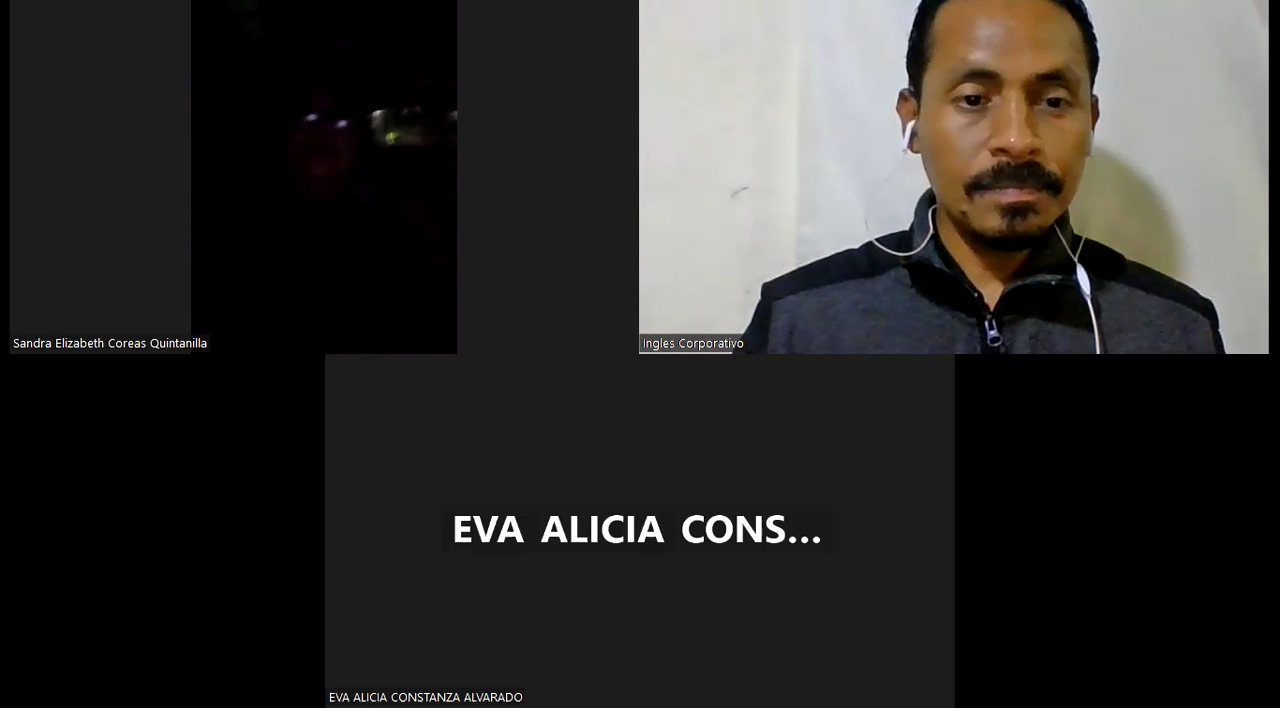 Sandra Elizabeth Coreas Quintanilla
Ingles Corporativo
EVA ALICIA CONS...
EVA ALICIA CONSTANZA ALVARADO